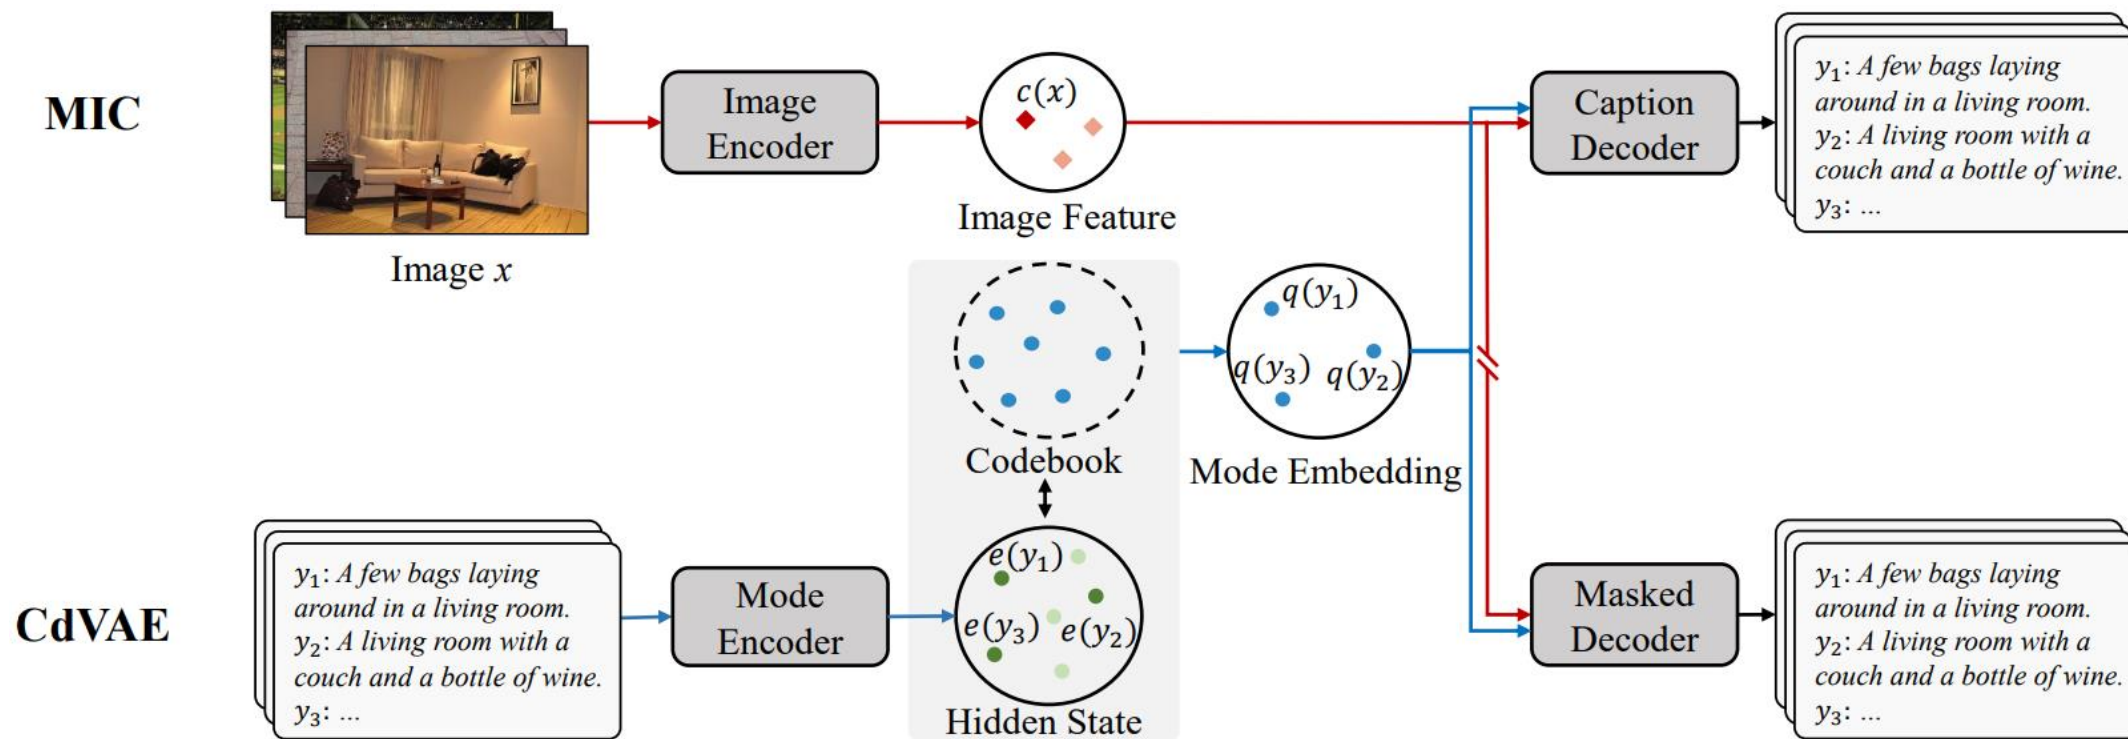 MIC
Image x
Image
Encoder
c(x)
Image Feature
Caption
Decoder
y₁: A few bags laying
around in a living room.
y₂: A living room with a
couch and a bottle of wine.
y₃: ...
Codebook
q(y₁)
q(y₃) q(y₂)
Mode Embedding
CdVAE
y₁: A few bags laying
around in a living room.
y₂: A living room with a
couch and a bottle of wine.
y₃: ...
Mode
Encoder
e(y₁)
e(y₃) e(y₂)
Hidden State
Masked
Decoder
y₁: A few bags laying
around in a living room.
y₂: A living room with a
couch and a bottle of wine.
y₃: ...